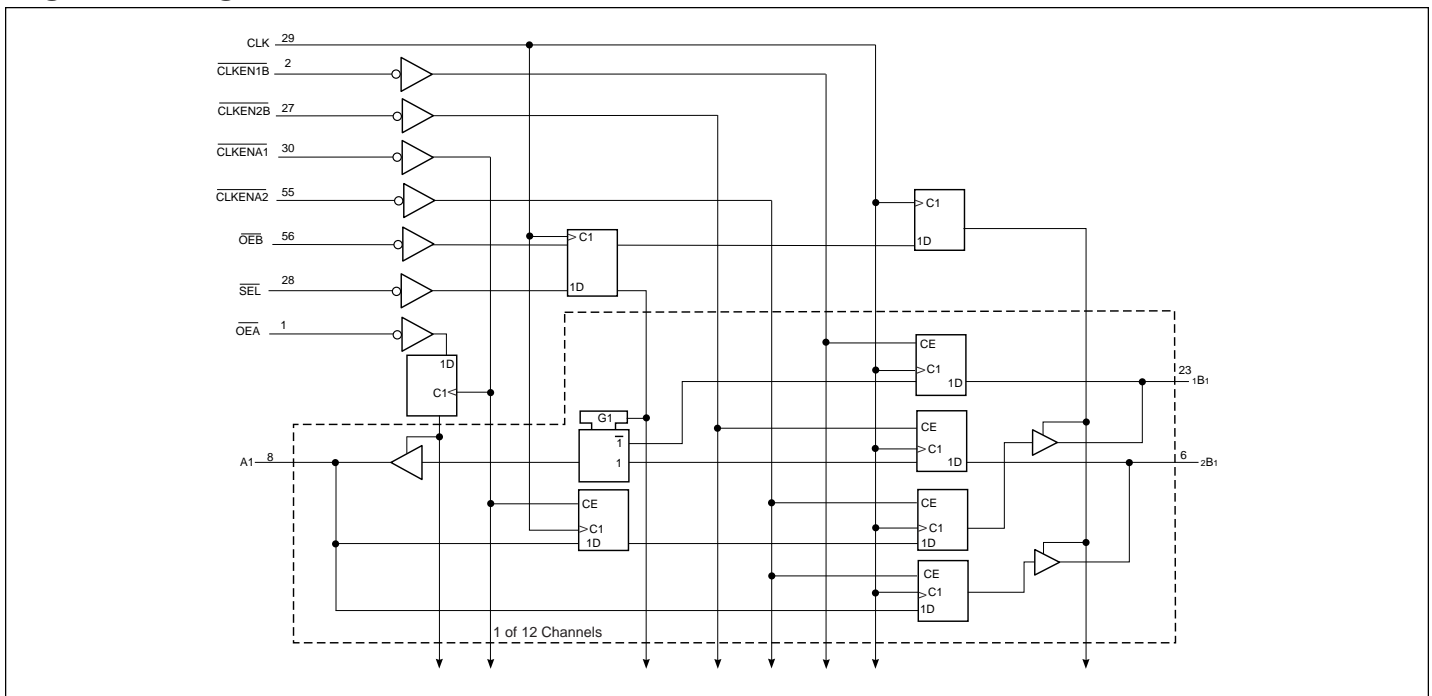 CLK 29
CLKEN1B 2
CLKEN2B 27
CLKENA1 30
CLKENA2 55
OEB 56
SEL 28
OEA 1
C1
1D
C1
1D
1D
C1
CE
C1
1D
23
1B1
G1
1
1
CE
C1
1D
6
2B1
A1 8
CE
C1
1D
CE
C1
1D
CE
C1
1D
1 of 12 Channels